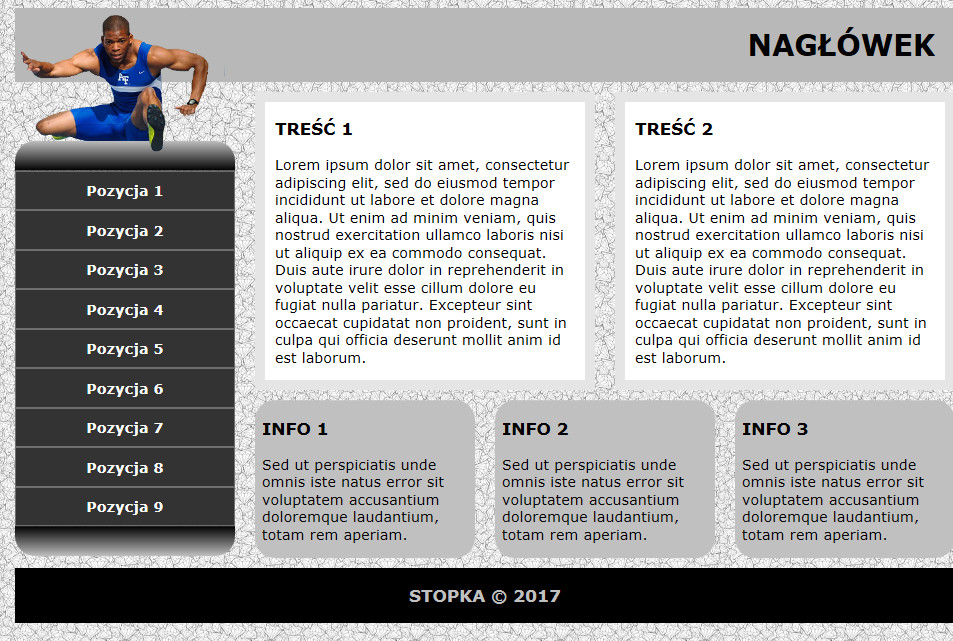 NAGŁÓWEK
AF
Pozycja 1
Pozycja 2
Pozycja 3
Pozycja 4
Pozycja 5
Pozycja 6
Pozycja 7
Pozycja 8
Pozycja 9
TREŚĆ 1
Lorem ipsum dolor sit amet, consectetur
adipiscing elit, sed do eiusmod tempor
incididunt ut labore et dolore magna
aliqua. Ut enim ad minim veniam, quis
nostrud exercitation ullamco laboris nisi
ut aliquip ex ea commodo consequat.
Duis aute irure dolor in reprehenderit in
voluptate velit esse cillum dolore eu
fugiat nulla pariatur. Excepteur sint
occaecat cupidatat non proident, sunt in
culpa qui officia deserunt mollit anim id
est laborum.
TREŚĆ 2
Lorem ipsum dolor sit amet, consectetur
adipiscing elit, sed do eiusmod tempor
incididunt ut labore et dolore magna
aliqua. Ut enim ad minim veniam, quis
nostrud exercitation ullamco laboris nisi
ut aliquip ex ea commodo consequat.
Duis aute irure dolor in reprehenderit in
voluptate velit esse cillum dolore eu
fugiat nulla pariatur. Excepteur sint
occaecat cupidatat non proident, sunt in
culpa qui officia deserunt mollit anim id
est laborum.
INFO 1
Sed ut perspiciatis unde
omnis iste natus error sit
voluptatem accusantium
doloremque laudantium,
totam rem aperiam.
INFO 2
Sed ut perspiciatis unde
omnis iste natus error sit
voluptatem accusantium
doloremque laudantium,
totam rem aperiam.
INFO 3
Sed ut perspiciatis unde
omnis iste natus error sit
voluptatem accusantium
doloremque laudantium,
totam rem aperiam.
STOPKA © 2017